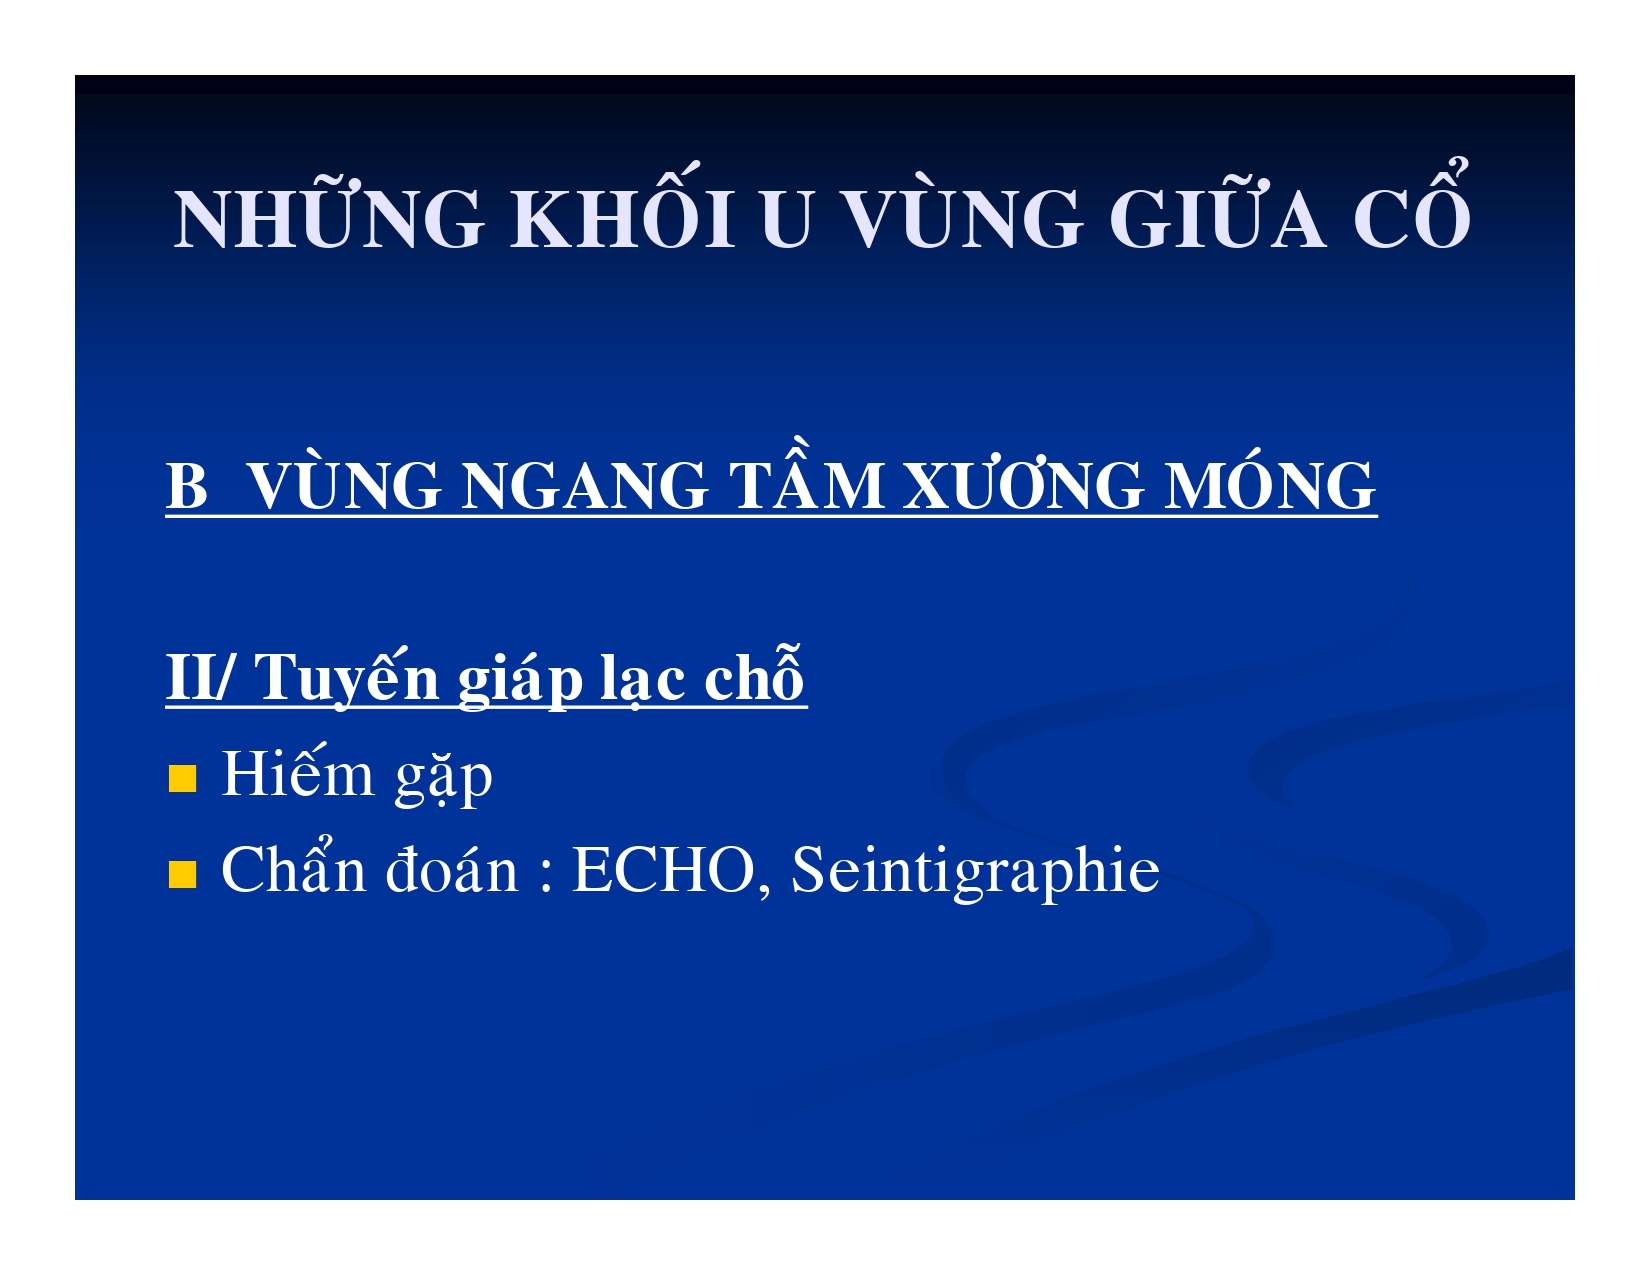 NHỮNG KHỐI U VÙNG GIỮA CỔ
B VÙNG NGANG TẦM XƯƠNG MÓNG
II/ Tuyến giáp lạc chỗ
Hiếm gặp
Chẩn đoán : ECHO, Seintigraphie